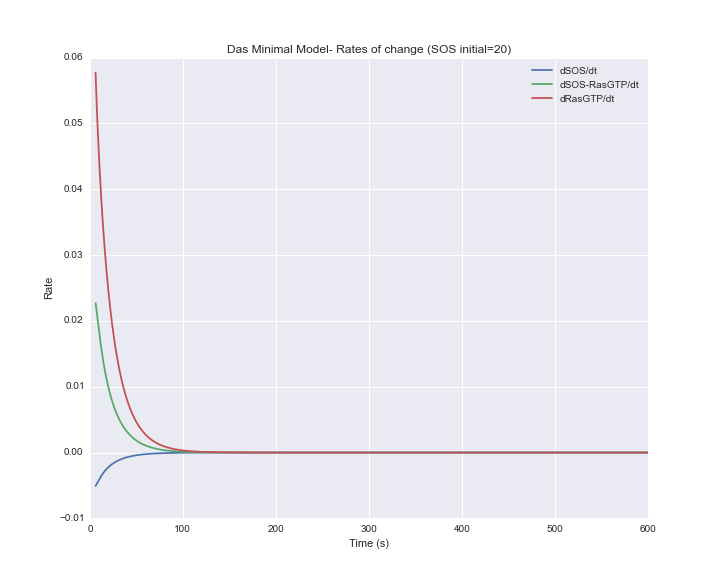 Das Minimal Model- Rates of change (SOS initial=20)
0.06
0.05
0.04
0.03
0.02
0.01
0.00
−0.01
Rate
dSOS/dt
dSOS-RasGTP/dt
dRasGTP/dt
0 100 200 300 400 500 600
Time (s)